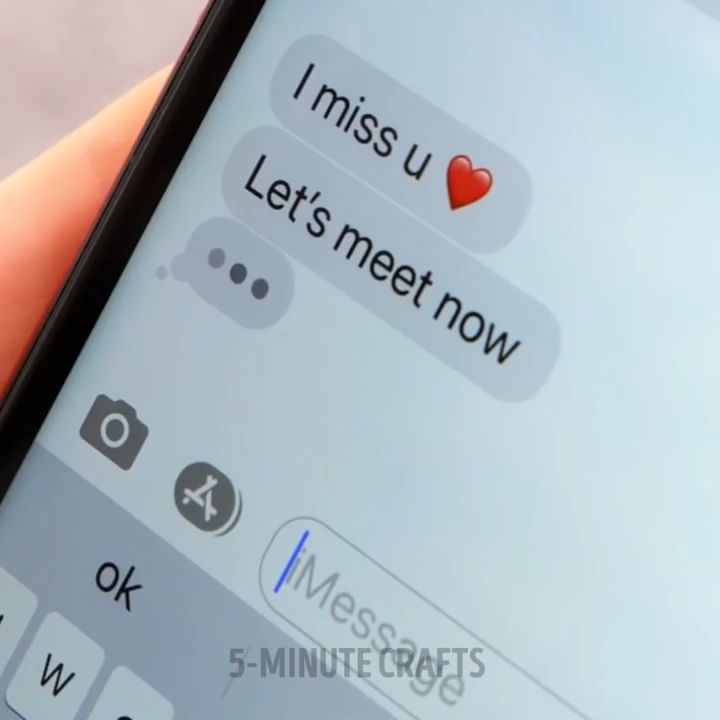 I miss u ❤️
Let's meet now
iMessage
ok
W
5-MINUTE CRAFTS